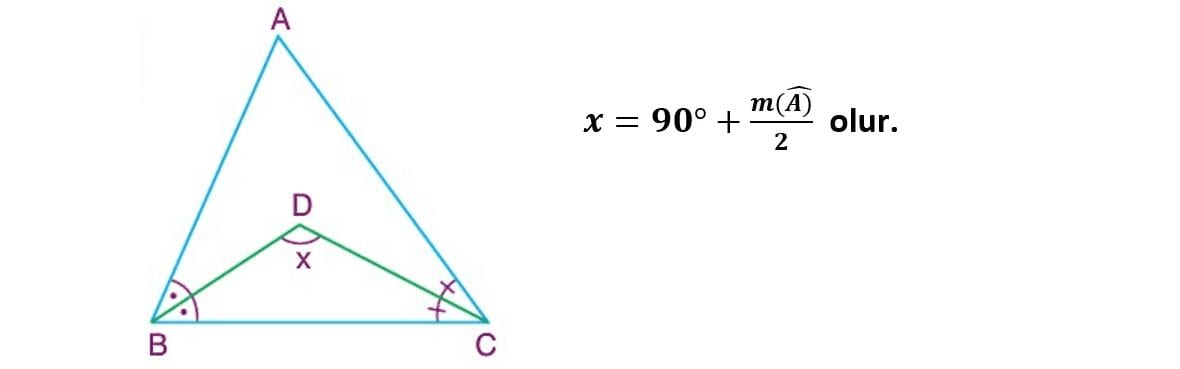 A
x = 90° + m(Â)/2 olur.
D
x
B
C